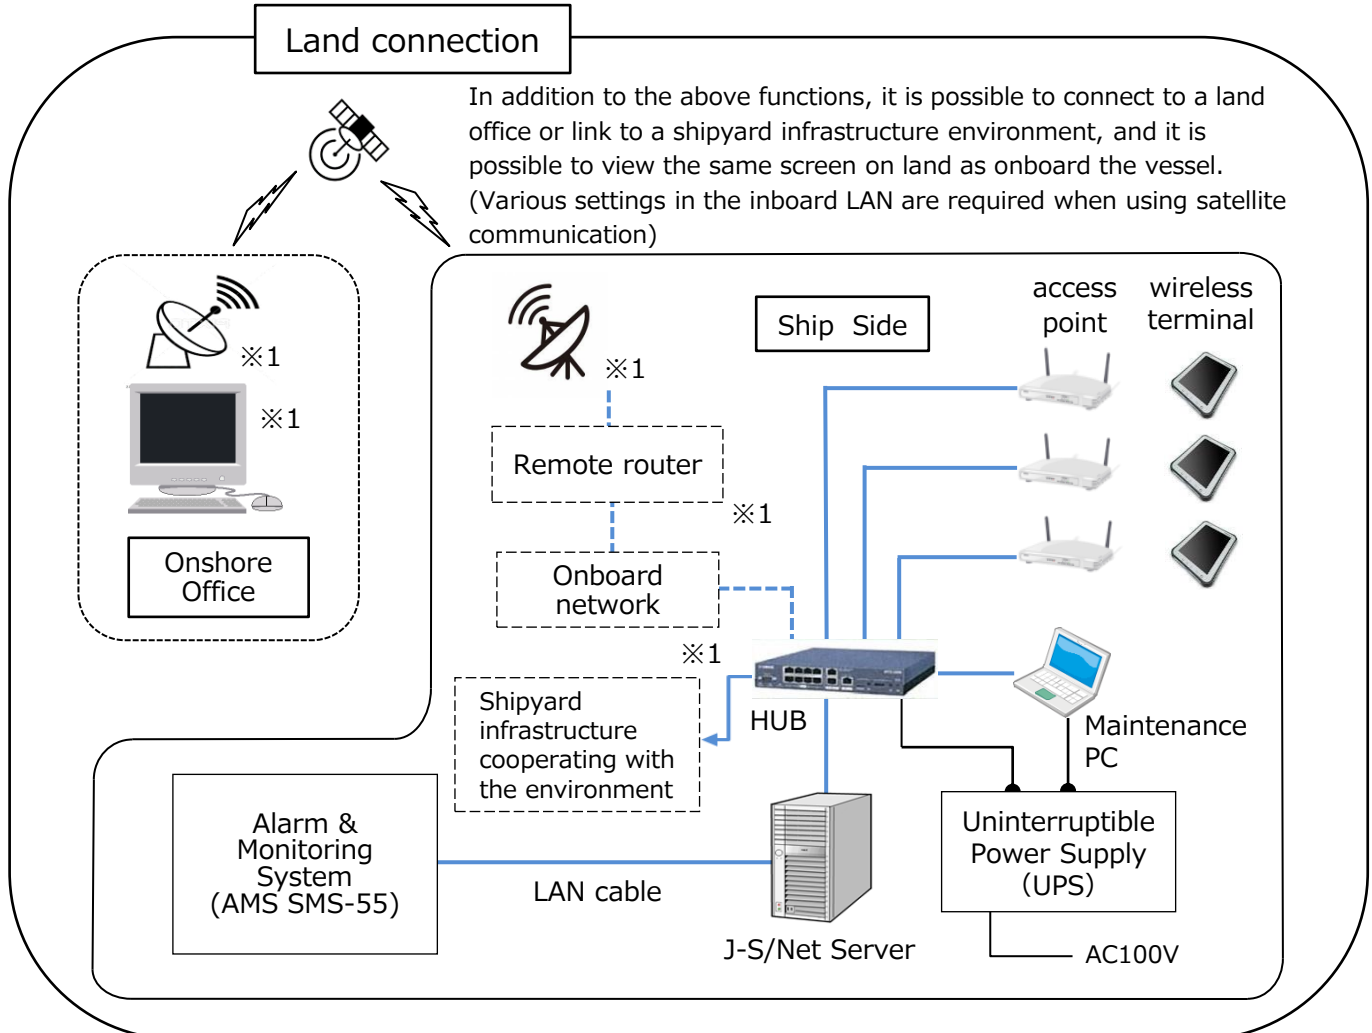 Land connection
In addition to the above functions, it is possible to connect to a land
office or link to a shipyard infrastructure environment, and it is
possible to view the same screen on land as onboard the vessel.
(Various settings in the inboard LAN are required when using satellite
communication)
※1
※1
Onshore
Office
Ship Side
access
point
wireless
terminal
※1
Remote router
※1
Onboard
network
※1
Shipyard
infrastructure
cooperating with
the environment
HUB
Maintenance
PC
Alarm &
Monitoring
System
(AMS SMS-55)
LAN cable
J-S/Net Server
Uninterruptible
Power Supply
(UPS)
AC100V